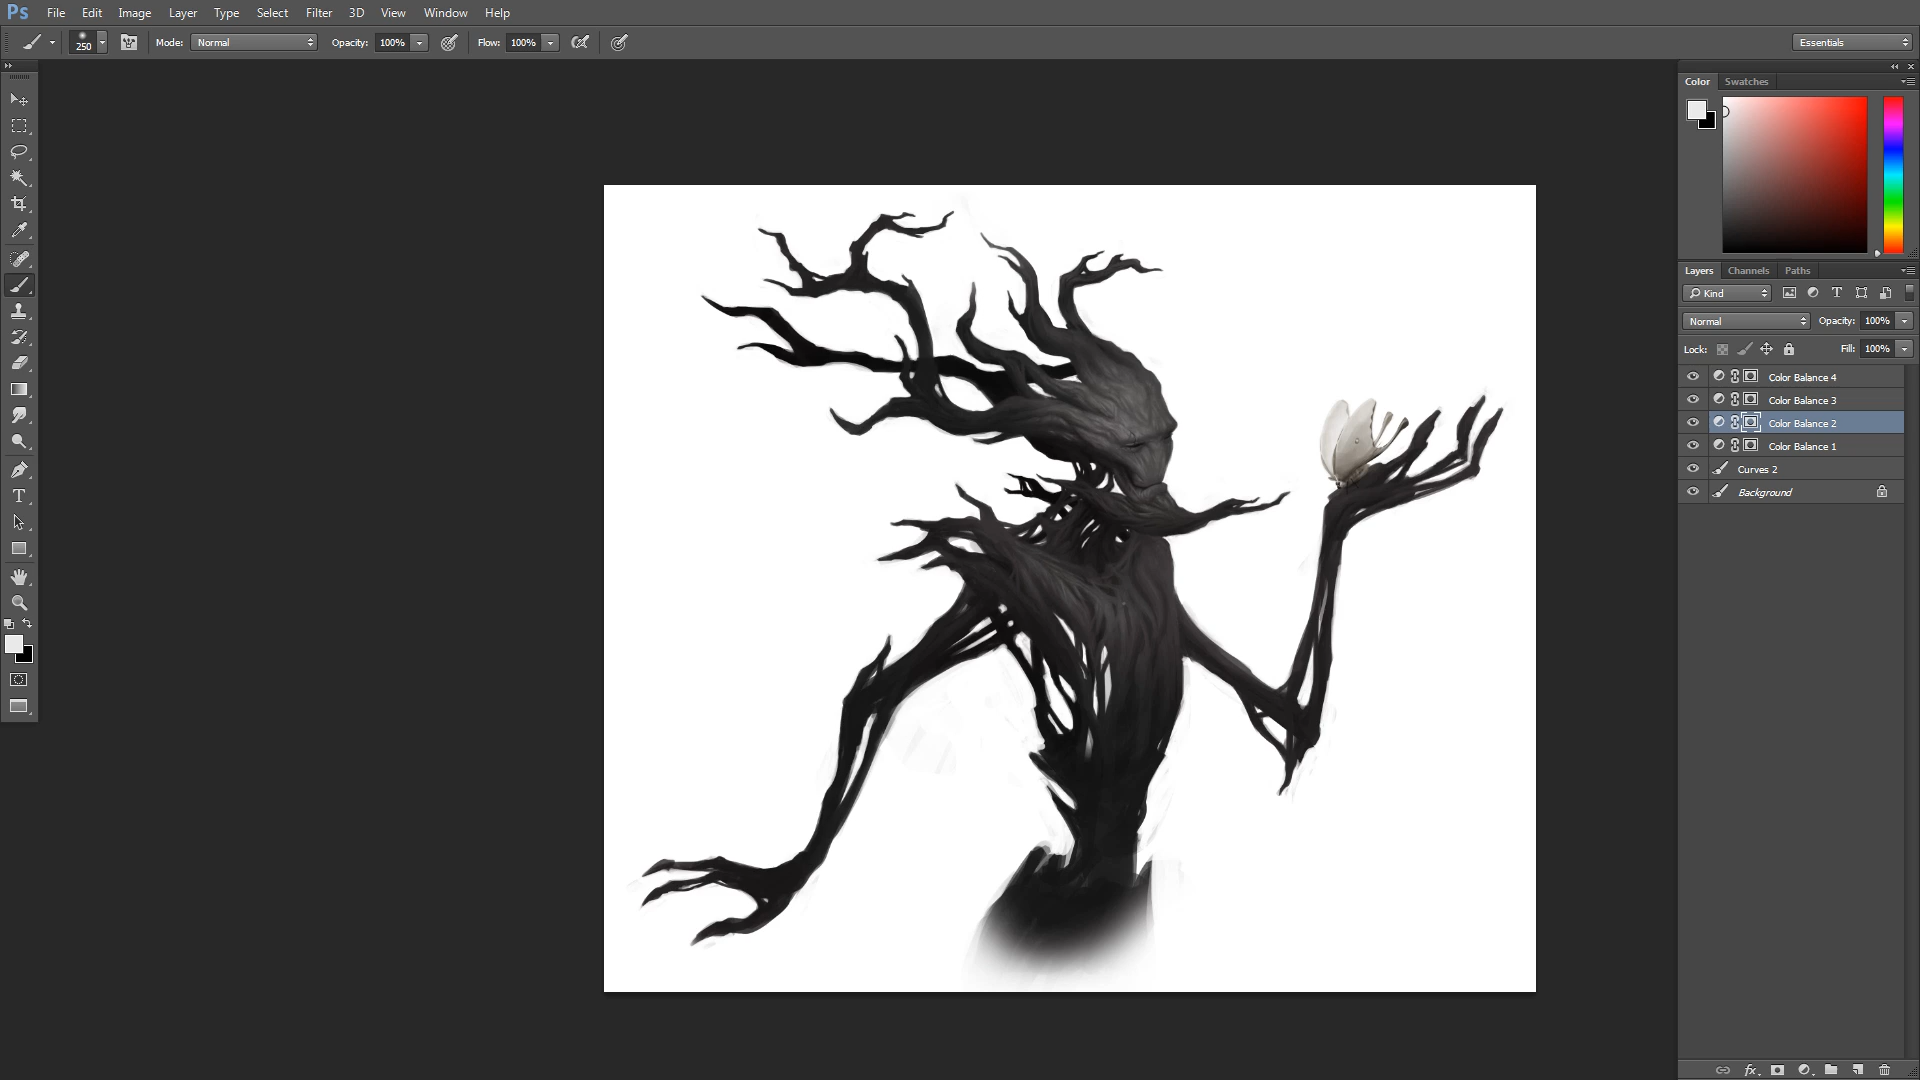 Ps File Edit Image Layer Type Select Filter 3D View Window Help
250 Mode: Normal Opacity: 100% Flow: 100% Essentials
Color Swatches
Layers Channels Paths
Kind
Normal Opacity: 100%
Lock: Fill: 100%
Color Balance 4
Color Balance 3
Color Balance 2
Color Balance 1
Curves 2
Background
T
fx